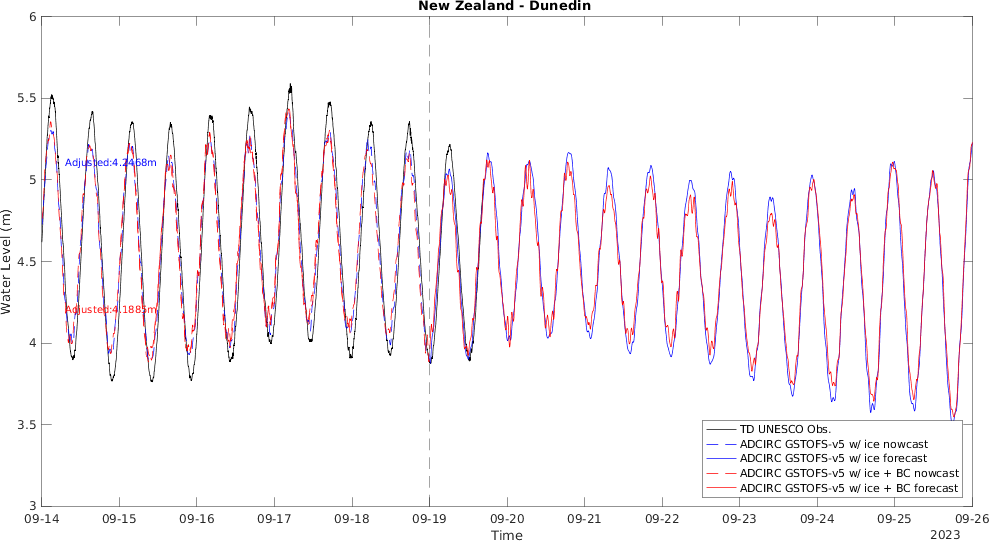 New Zealand - Dunedin
6
5.5
5
4.5
4
3.5
3
Water Level (m)
Adjusted:4.2468m
Adjusted:4.1885m
TD UNESCO Obs.
ADCIRC GSTOFS-v5 w/ ice nowcast
ADCIRC GSTOFS-v5 w/ ice forecast
ADCIRC GSTOFS-v5 w/ ice + BC nowcast
ADCIRC GSTOFS-v5 w/ ice + BC forecast
09-14 09-15 09-16 09-17 09-18 09-19 09-20 09-21 09-22 09-23 09-24 09-25 09-26
Time
2023